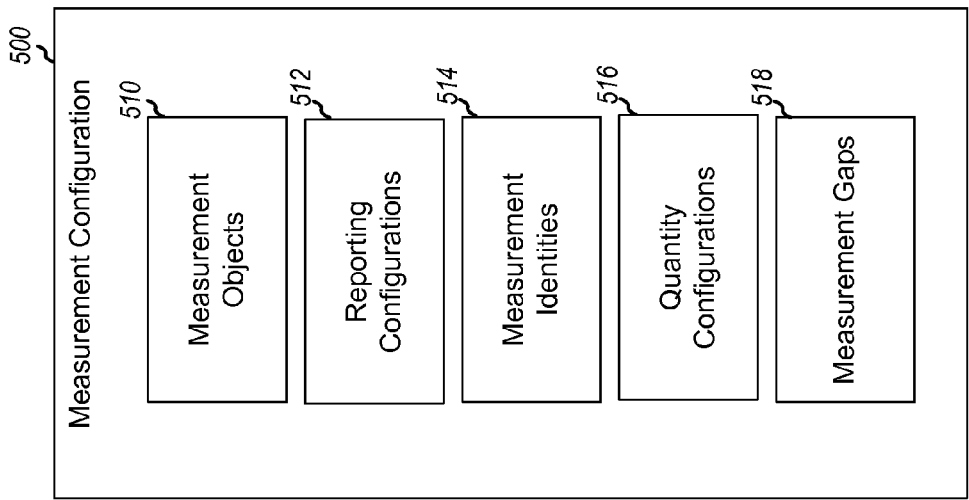 500
Measurement Configuration
510
Measurement
Objects
512
Reporting
Configurations
514
Measurement
Identities
516
Quantity
Configurations
518
Measurement Gaps